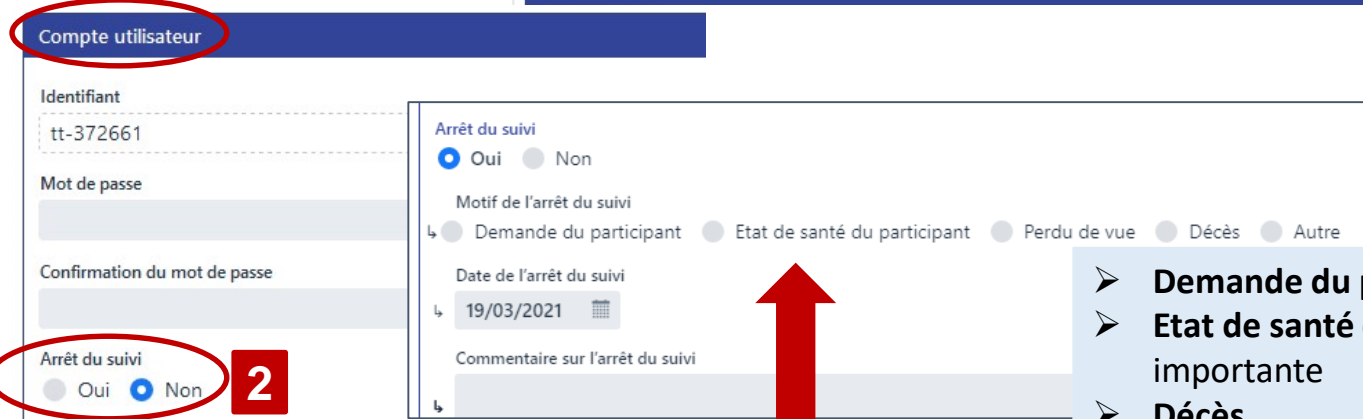 Compte utilisateur
Identifiant
tt-372661
Mot de passe
Confirmation du mot de passe
Arrêt du suivi
Oui Non
2
Arrêt du suivi
Oui Non
Motif de l'arrêt du suivi
↳ Demande du participant Etat de santé du participant Perdu de vue Décès Autre
Date de l'arrêt du suivi
↳ 19/03/2021
Commentaire sur l'arrêt du suivi
↳
➢ Demande du
➢ Etat de santé
importante
➢ Décès